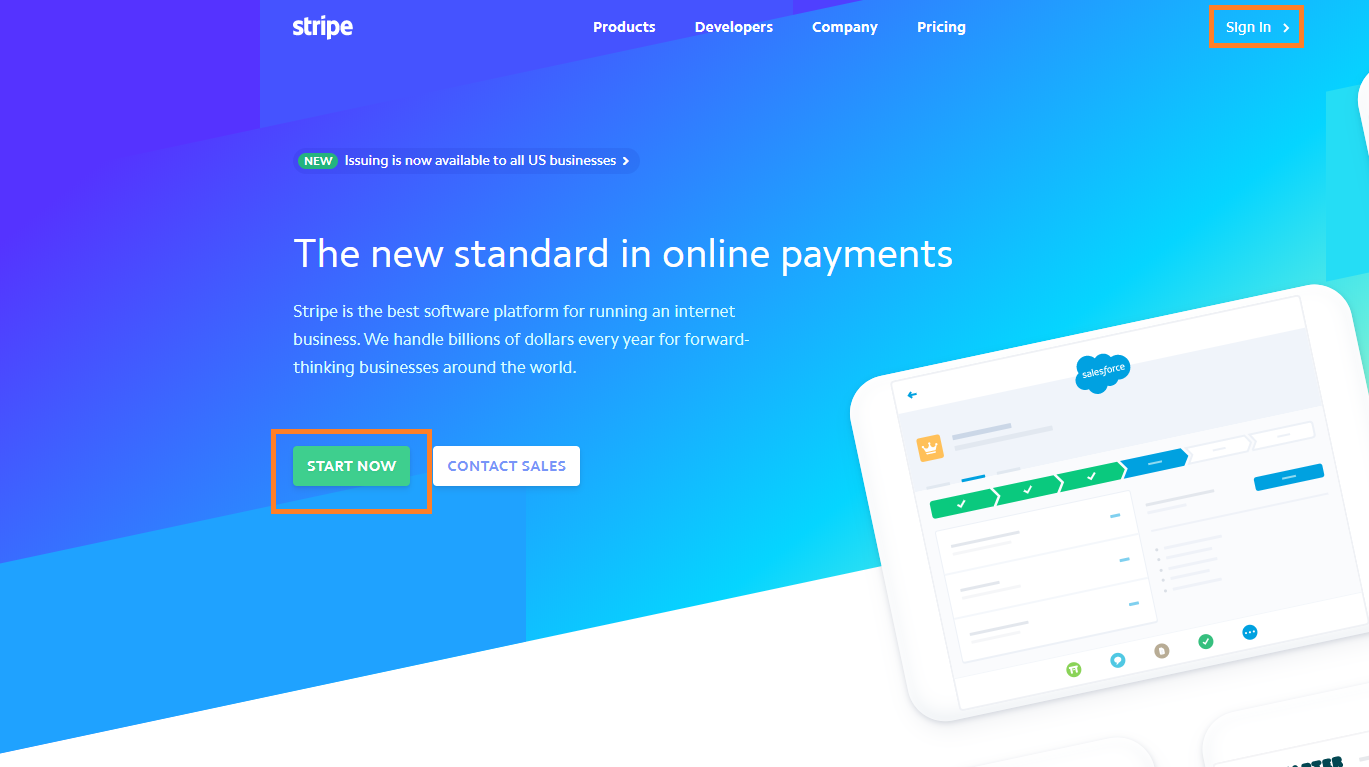 stripe
Products
Developers
Company
Pricing
Sign in
NEW Issuing is now available to all US businesses
The new standard in online payments
Stripe is the best software platform for running an internet
business. We handle billions of dollars every year for forward-
thinking businesses around the world.
START NOW
CONTACT SALES
salesforce